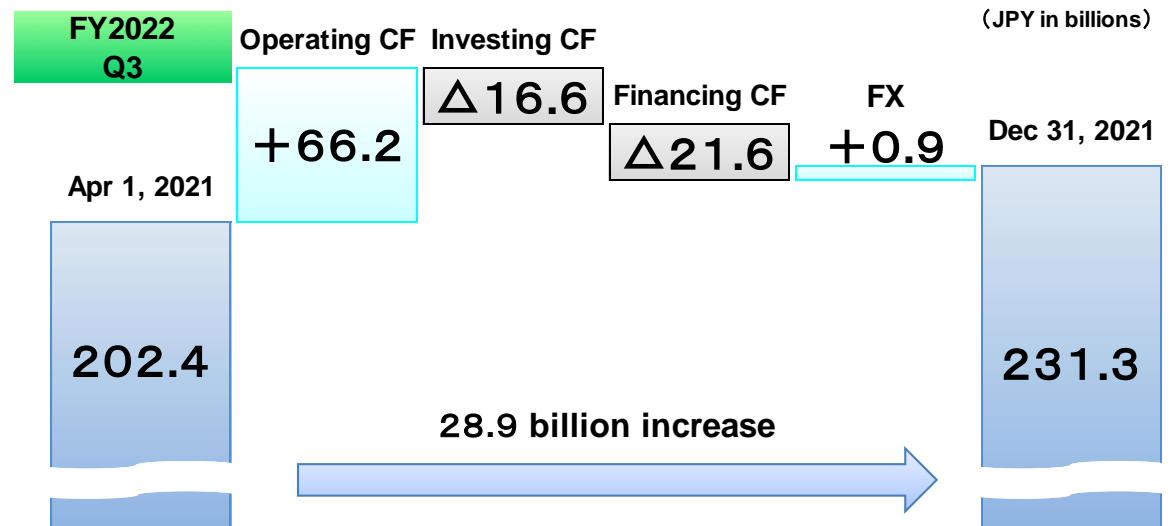 FY2022
Q3
（JPY in billions）
Operating CF
Investing CF
Financing CF
FX
Apr 1, 2021
Dec 31, 2021
＋66.2
△16.6
△21.6
＋0.9
202.4
231.3
28.9 billion increase